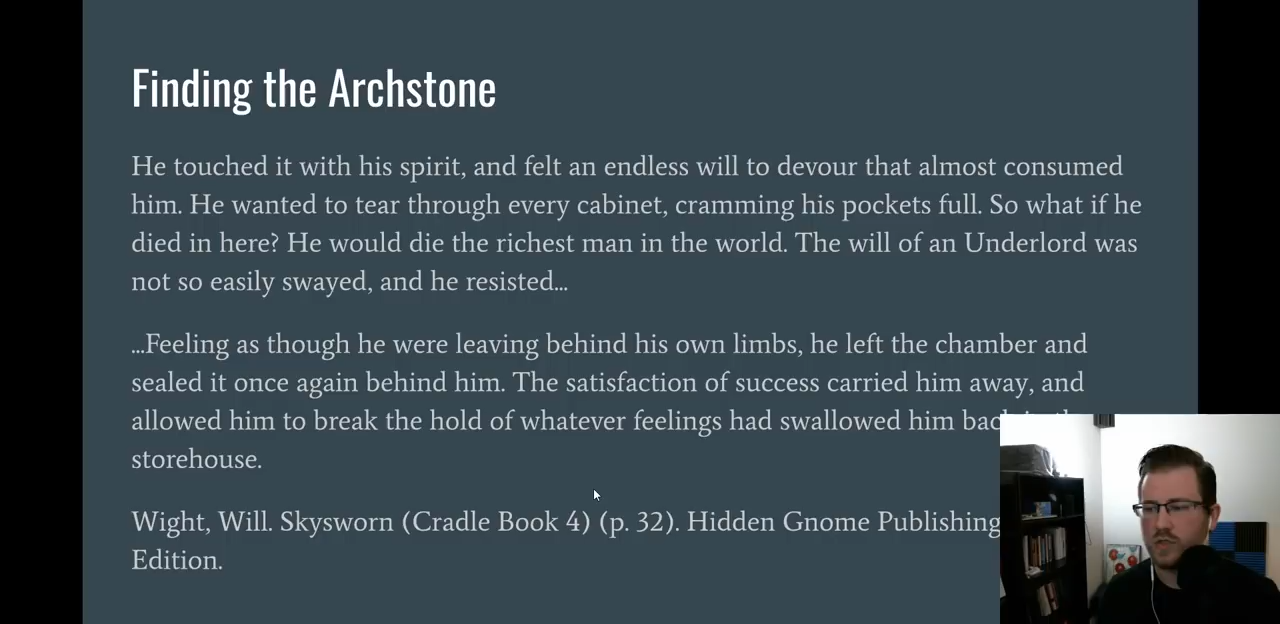 Finding the Archstone
He touched it with his spirit, and felt an endless will to devour that almost consumed
him. He wanted to tear through every cabinet, cramming his pockets full. So what if he
died in here? He would die the richest man in the world. The will of an Underlord was
not so easily swayed, and he resisted...
...Feeling as though he were leaving behind his own limbs, he left the chamber and
sealed it once again behind him. The satisfaction of success carried him away, and
allowed him to break the hold of whatever feelings had swallowed him
storehouse.
Wight, Will. Skysworn (Cradle Book 4) (p. 32). Hidden Gnome Publishing
Edition.